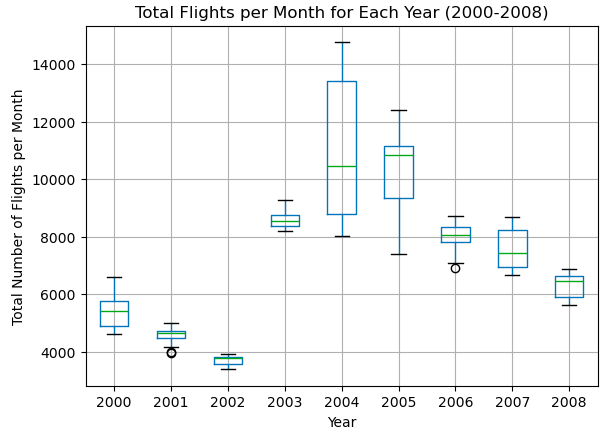 Total Flights per Month for Each Year (2000-2008)
Total Number of Flights per Month
14000
12000
10000
8000
6000
4000
2000 2001 2002 2003 2004 2005 2006 2007 2008
Year